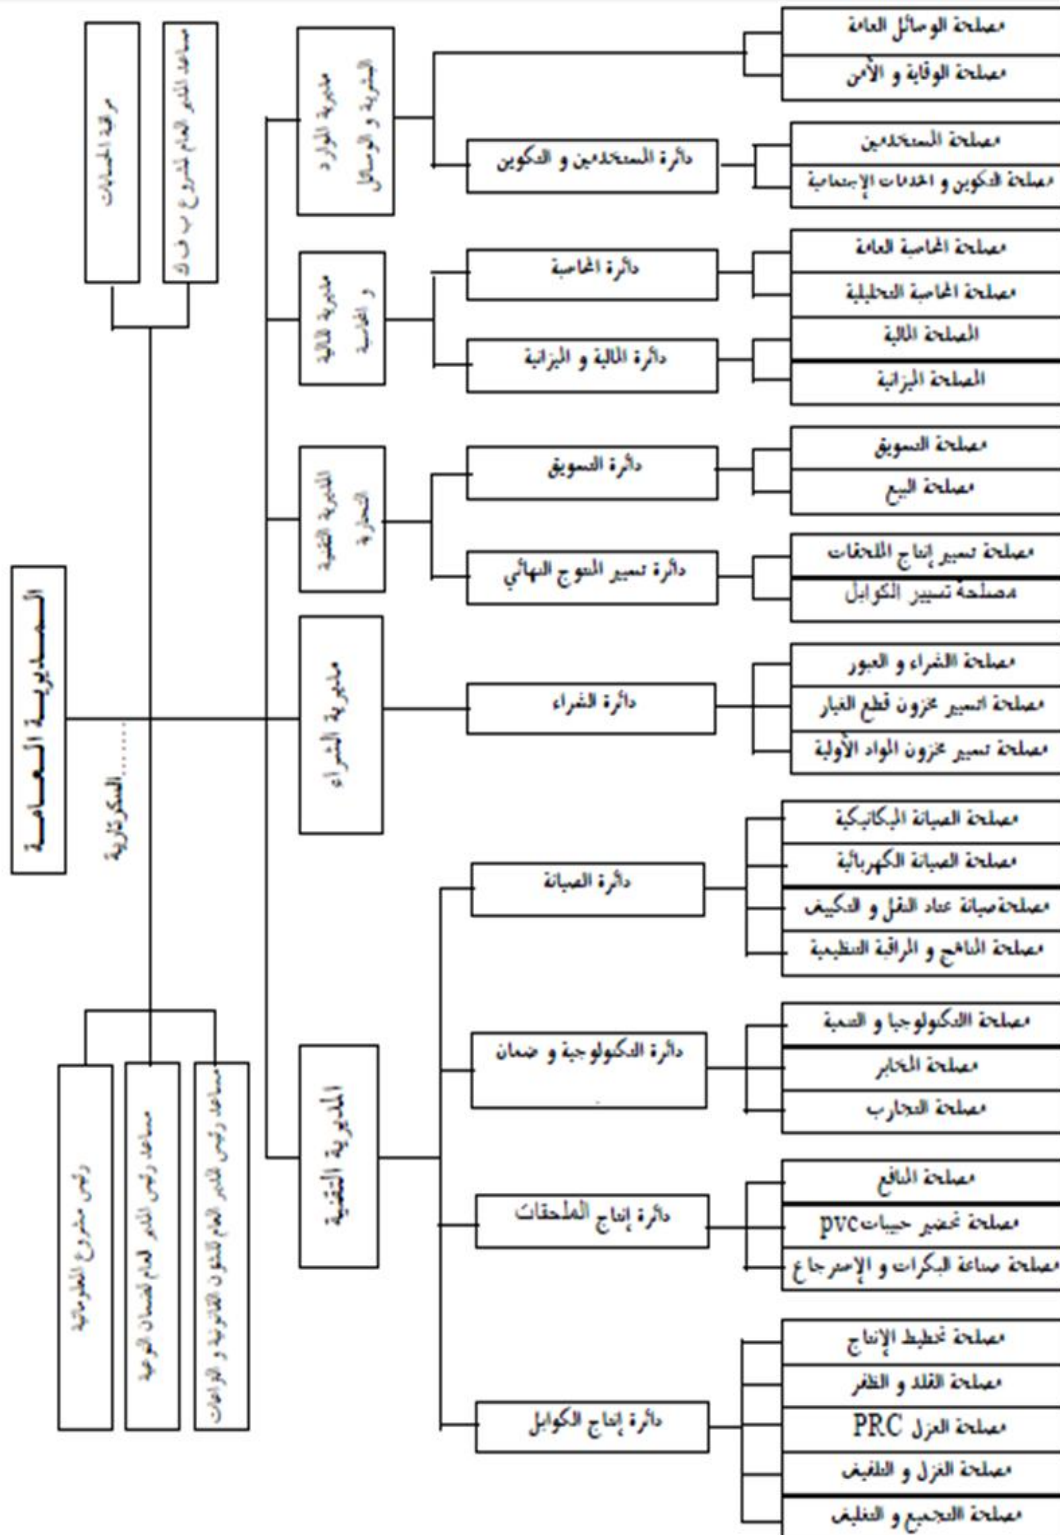 المـــديريــة الــعــامــة
السكرتارية........
مراقبة الحسابات
مساعد المدير العام لمشروع ب ف ك
رئيس مشروع المعلوماتية
مساعد رئيس المدير لعام لضمان النوعية
مساعد رئيس المدير العام للشؤون القانونية و النزاعات
مديرية الموارد
البشرية و الوسائل
مصلحة الوسائل العامة
مصلحة الوقاية و الأمن
دائرة المستخدمين و التكوين
مصلحة المستخدمين
مصلحة التكوين و الخدمات الإجتماعية
مديرية المالية
و المحاسبة
دائرة المحاسبة
مصلحة المحاسبة العامة
مصلحة المحاسبة التحليلية
دائرة المالية و الميزانية
المصلحة المالية
المصلحة الميزانية
المديرية التقنية
التجارية
دائرة التسويق
مصلحة التسويق
مصلحة البيع
دائرة تسيير المنتوج النهائي
مصلحة تسيير إنتاج الملحقات
مصلحة تسيير الكوابل
مديرية الشراء
دائرة الشراء
مصلحة الشراء و العبور
مصلحة اتسيير مخزون قطع الغيار
مصلحة تسيير مخزون المواد الأولية
المديرية التقنية
دائرة الصيانة
مصلحة الصيانة الميكانيكية
مصلحة الصيانة الكهربائية
مصلحة صيانة عتاد النقل و التكييف
مصلحة المناهج و المراقبة التنظيمية
دائرة التكنولوجية و ضمان
مصلحة التكنولوجيا و التنمية
مصلحة المخابر
مصلحة التجارب
دائرة إنتاج الملحقات
مصلحة المنافع
مصلحة تحضير حبيبات pvc
مصلحة صناعة البكرات و الإسترجاع
دائرة إنتاج الكوابل
مصلحة تخطيط الإنتاج
مصلحة القلد و الظفر
مصلحة العزل PRC
مصلحة العزل و التلفيف
مصلحة االتجميع و التغليف